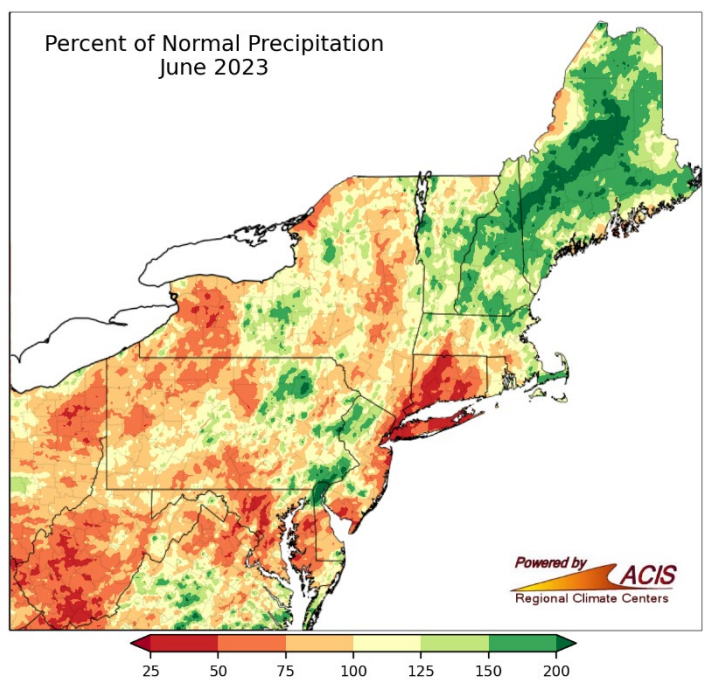 Percent of Normal Precipitation
June 2023
Powered by
ACIS
Regional Climate Centers
25 50 75 100 125 150 200